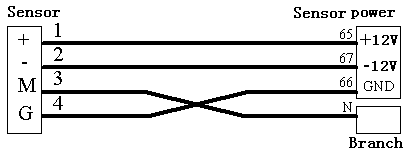 Sensor
Sensor power
+ 1 65 +12V
- 2 67 -12V
M 3 66 GND
G 4 N
Branch